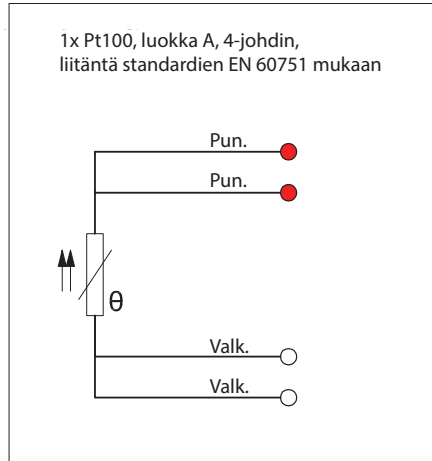 1x Pt100, luokka A, 4-johdin,
liitäntä standardien EN 60751 mukaan
Pun.
Pun.
θ
Valk.
Valk.